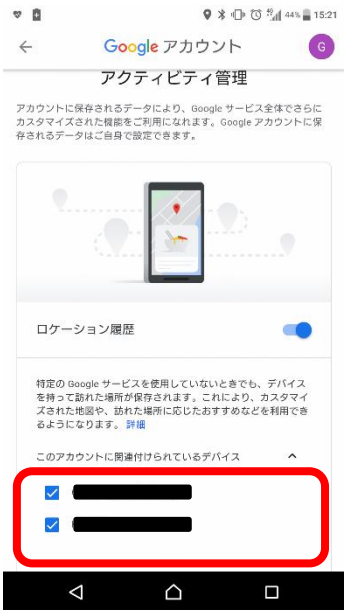 44% 15:21
Google アカウント
G
アクティビティ管理
アカウントに保存されるデータにより、Google サービス全体でさらに
カスタマイズされた機能をご利用になれます。Google アカウントに保
存されるデータはご自身で設定できます。
ロケーション履歴
特定の Google サービスを使用していないときでも、デバイス
を持って訪れた場所が保存されます。これにより、カスタマイ
ズされた地図や、訪れた場所に応じたおすすめなどを利用でき
るようになります。 詳細
このアカウントに関連付けられているデバイス